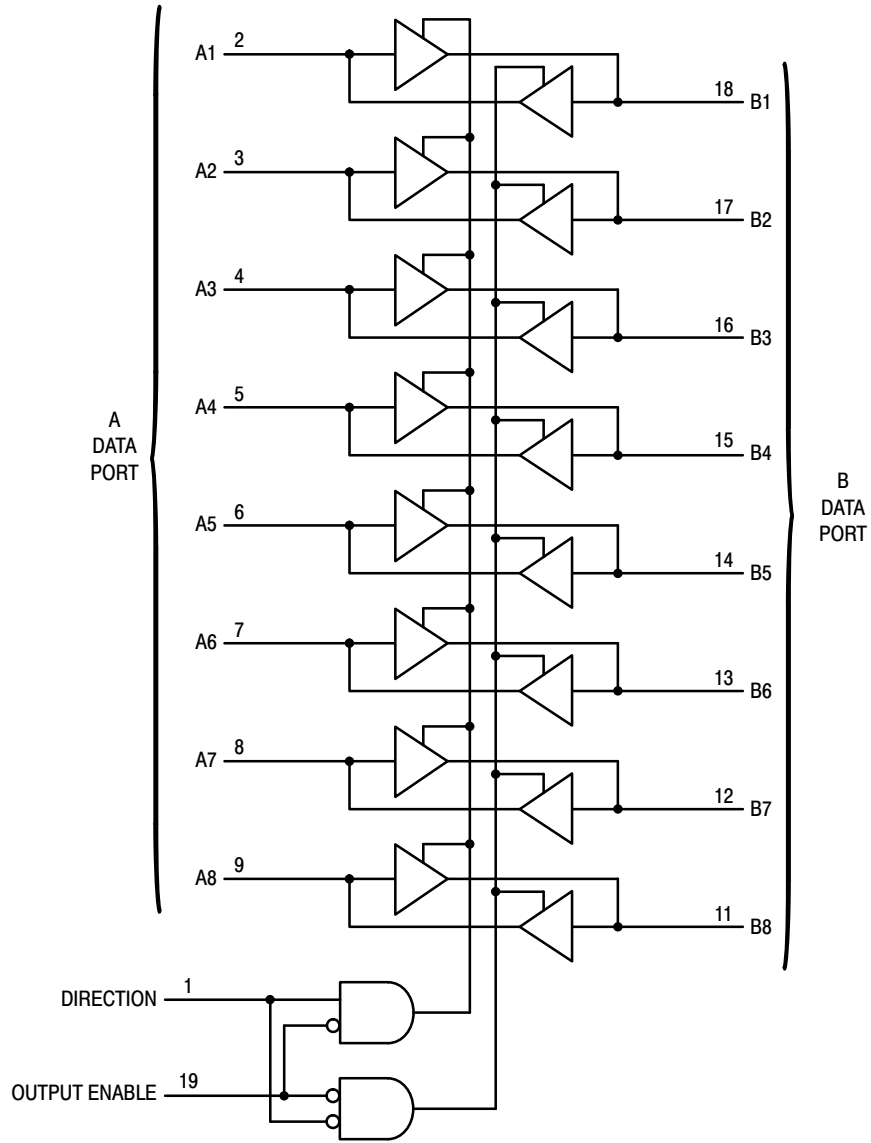 A1 2
18 B1
A2 3
17 B2
A3 4
16 B3
A4 5
15 B4
A
DATA
PORT
B
DATA
PORT
A5 6
14 B5
A6 7
13 B6
A7 8
12 B7
A8 9
11 B8
DIRECTION 1
OUTPUT ENABLE 19